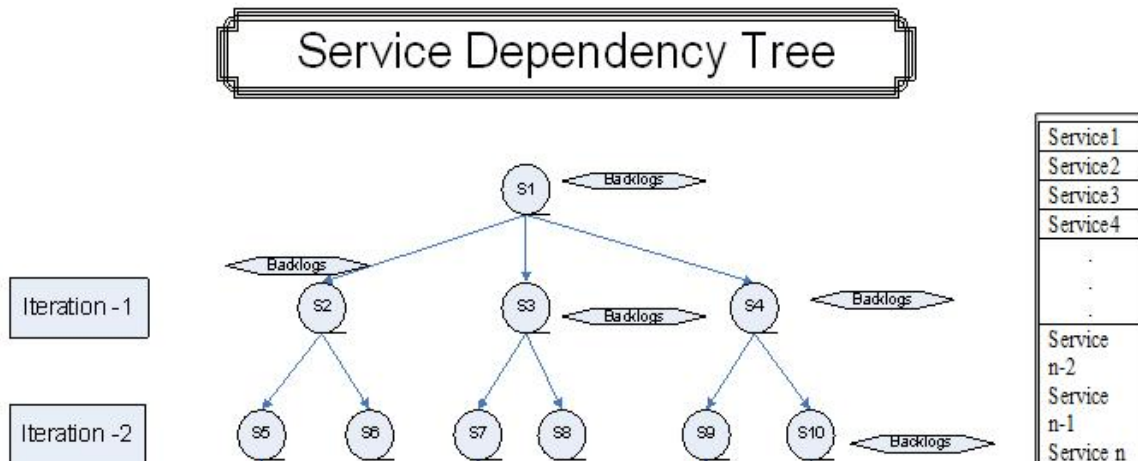 Service Dependency Tree
S1
Backlogs
Backlogs
Iteration -1
S2
S3
Backlogs
S4
Backlogs
Iteration -2
S5
S6
S7
S8
S9
S10
Backlogs
Service1
Service2
Service3
Service4
.
.
.
Service
n-2
Service
n-1
Service n